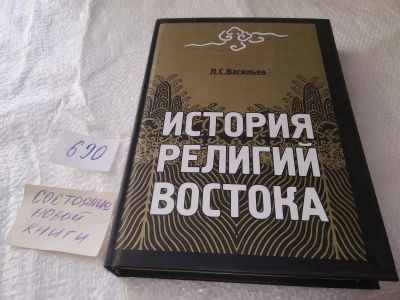 Л.С.Васильев
ИСТОРИЯ
РЕЛИГИЙ
ВОСТОКА
690
СОСТОЯНИЕ
НОВОЙ
КНИГИ